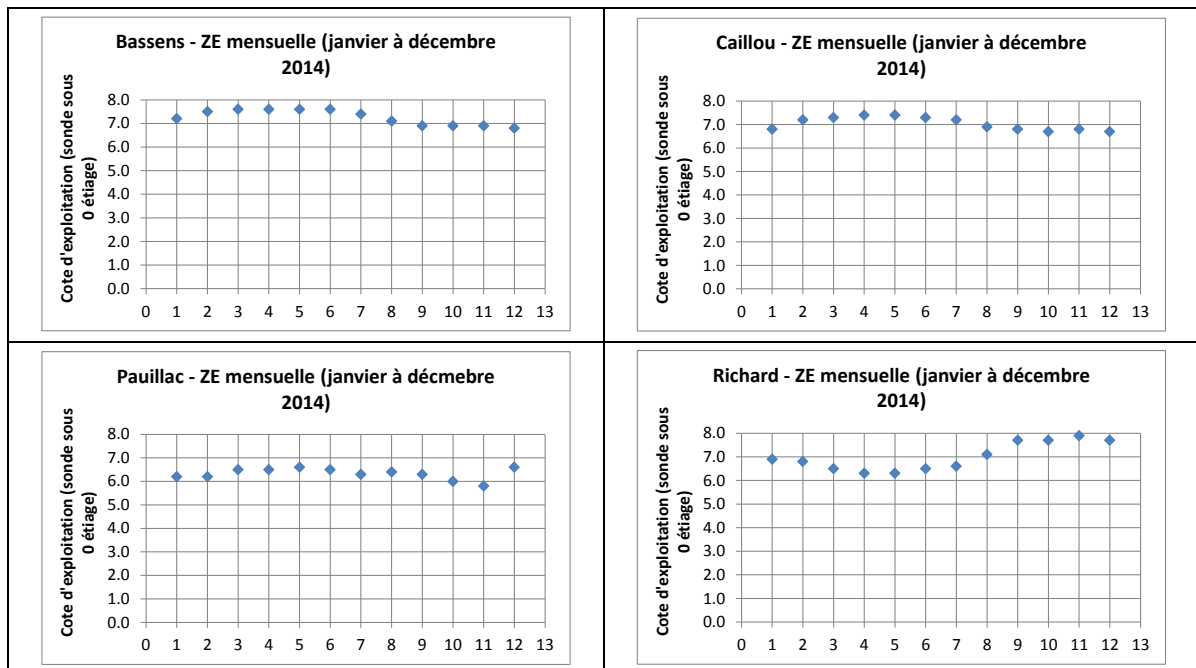 Bassens - ZE mensuelle (janvier à décembre
2014)
Cote d'exploitation (sonde sous
0 étiage)
8.0
7.0
6.0
5.0
4.0
3.0
2.0
1.0
0.0
0 1 2 3 4 5 6 7 8 9 10 11 12 13
Caillou - ZE mensuelle (janvier à décembre
2014)
Cote d'exploitation (sonde sous
0 étiage)
8.0
7.0
6.0
5.0
4.0
3.0
2.0
1.0
0.0
0 1 2 3 4 5 6 7 8 9 10 11 12 13
Pauillac - ZE mensuelle (janvier à décmebre
2014)
Cote d'exploitation (sonde sous
0 étiage)
8.0
7.0
6.0
5.0
4.0
3.0
2.0
1.0
0.0
0 1 2 3 4 5 6 7 8 9 10 11 12 13
Richard - ZE mensuelle (janvier à décembre
2014)
Cote d'exploitation (sonde sous
0 étiage)
8.0
7.0
6.0
5.0
4.0
3.0
2.0
1.0
0.0
0 1 2 3 4 5 6 7 8 9 10 11 12 13